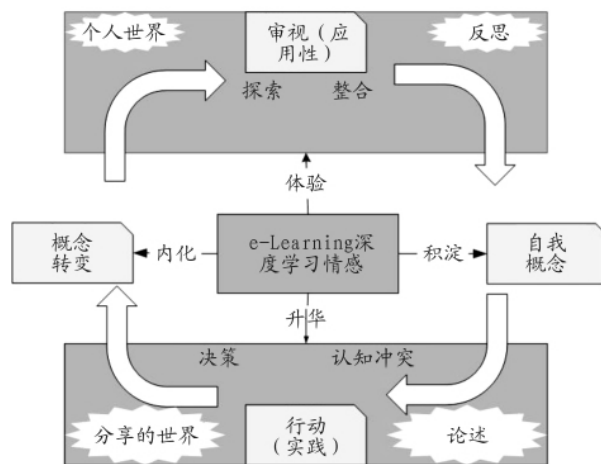 个人世界
审视（应
用性）
反思
探索
整合
体验
概念
转变
内化
e-Learning深
度学习情感
积淀
自我
概念
升华
决策
认知冲突
分享的世界
行动
（实践）
论述